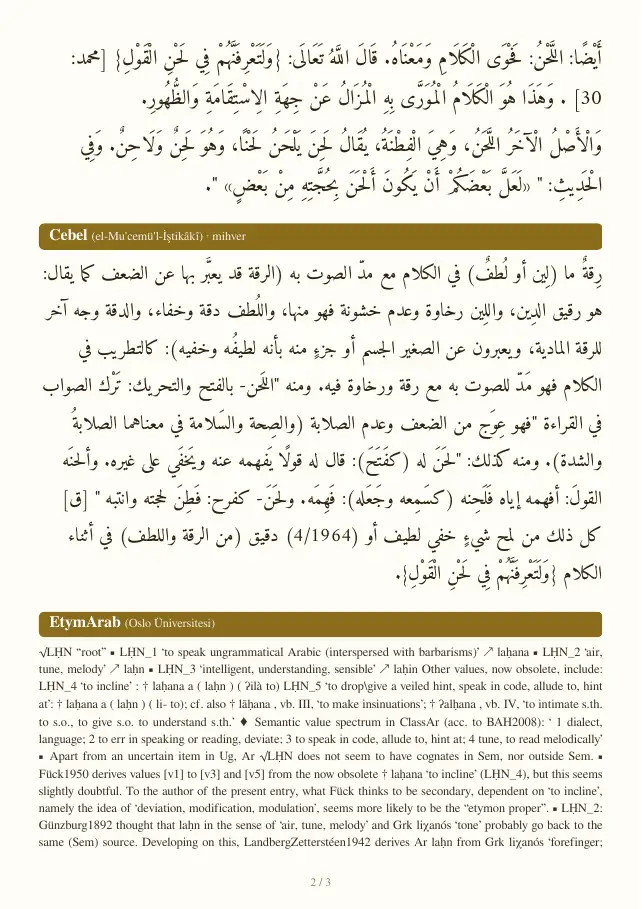 أَيْضًا: اللَّحْنُ: فَحْوَى الْكَلَامِ وَمَعْنَاهُ. قَالَ اللَّهُ تَعَالَى: {وَلَتَعْرِفَنَّهُمْ فِي لَحْنِ الْقَوْلِ} [محمد:
30] . وَهَذَا هُوَ الْكَلَامُ الْمُوَرَّى بِهِ الْمُزَالُ عَنْ جِهَةِ الِاسْتِقَامَةِ وَالظُّهُورِ.
وَالْأَصْلُ الْآخَرُ اللَّحَنُ، وَهِيَ الْفِطْنَةُ، يُقَالُ لَحِنَ يَلْحَنُ لَحْنًا، وَهُوَ لَحِنٌ وَلَاحِنٌ. وَفِي
الْحَدِيثِ: " «لَعَلَّ بَعْضَكُمْ أَنْ يَكُونَ أَلْحَنَ بِحُجَّتِهِ مِنْ بَعْضٍ» ".
Cebel (el-Mu'cemü'l-İştikâkî) · mihver
رِقةٌ ما (لِين أو لُطفٌ) في الكلام مع مدّ الصوت به (الرقة قد يعبَّر بها عن الضعف كما يقال:
هو رقيق الدِين، واللِين رخاوة وعدم خشونة فهو منها، واللُطف دقة وخفاء، والدقة وجه آخر
للرقة المادية، ويعبرون عن الصغير الجسم أو جزءٍ منه بأنه لطيفُه وخفيه): كالتطريب في
الكلام فهو مَدّ للصوت به مع رقة ورخاوة فيه. ومنه "اللَحن- بالفتح والتحريك: تَرْك الصواب
في القراءة "فهو عِوَج من الضعف وعدم الصلابة (والصِحة والسَلامة في معناهما الصلابةُ
والشدة). ومنه كذلك: "لحَنَ له (كفَتَحَ): قال له قولًا يَفهمه عنه ويَخفَي على غيره. وألحنَه
القولَ: أفهمه إياه فَلَحِنه (كسَمِعه وجَعَله): فَهِمَه. ولَحَنَ- كفرح: فَطِنَ لحجته وانتبه " [ق]
كل ذلك من لمح شيءٍ خفي لطيف أو (4/1964) دقيق (من الرقة واللطف) في أثناء
الكلام {وَلَتَعْرِفَنَّهُمْ فِي لَحْنِ الْقَوْلِ}.
EtymArab (Oslo Üniversitesi)
√LḤN “root” ▪ LḤN_1 ‘to speak ungrammatical Arabic (interspersed with barbarisms)’ ↗ laḥana ▪ LḤN_2 ‘air,
tune, melody’ ↗ laḥn ▪ LḤN_3 ‘intelligent, understanding, sensible’ ↗ laḥin Other values, now obsolete, include:
LḤN_4 ‘to incline’ : † laḥana a ( laḥn ) ( ʔilà to) LḤN_5 ‘to drop\give a veiled hint, speak in code, allude to, hint
at’: † laḥana a ( laḥn ) ( li- to); cf. also † lāḥana , vb. III, ‘to make insinuations’; † ʔalḥana , vb. IV, ‘to intimate s.th.
to s.o., to give s.o. to understand s.th.’ ♦ Semantic value spectrum in ClassAr (acc. to BAH2008): ‘ 1 dialect,
language; 2 to err in speaking or reading, deviate; 3 to speak in code, allude to, hint at; 4 tune, to read melodically’
▪ Apart from an uncertain item in Ug, Ar √LḤN does not seem to have cognates in Sem, nor outside Sem. ▪
Fück1950 derives values [v1] to [v3] and [v5] from the now obsolete † laḥana ‘to incline’ (LḤN_4), but this seems
slightly doubtful. To the author of the present entry, what Fück thinks to be secondary, dependent on ‘to incline’,
namely the idea of ‘deviation, modification, modulation’, seems more likely to be the “etymon proper”. ▪ LḤN_2:
Günzburg1892 thought that laḥn in the sense of ‘air, tune, melody’ and Grk liχanós ‘tone’ probably go back to the
same (Sem) source. Developing on this, LandbergZetterstéen1942 derives Ar laḥn from Grk liχanós ‘forefinger;
2 / 3